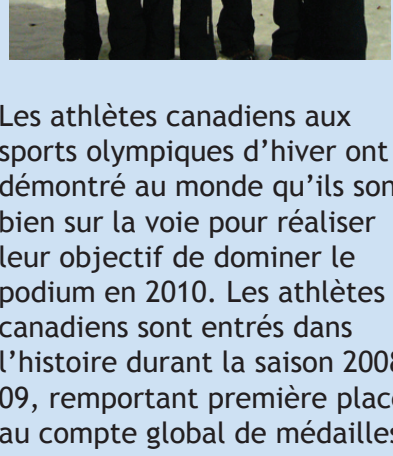 Les athlètes canadiens aux
sports olympiques d’hiver ont
démontré au monde qu’ils son
bien sur la voie pour réaliser
leur objectif de dominer le
podium en 2010. Les athlètes
canadiens sont entrés dans
l’histoire durant la saison 2008
09, remportant première place
au compte global de médailles